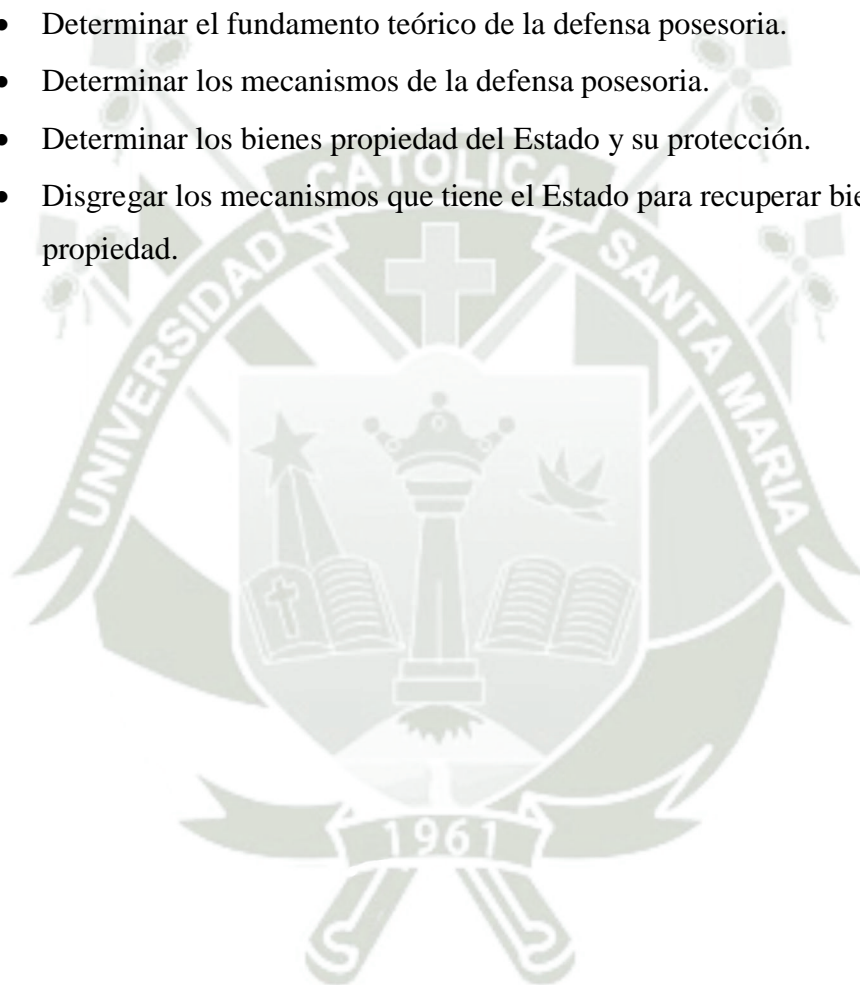 • Determinar el fundamento teórico de la defensa posesoria.
• Determinar los mecanismos de la defensa posesoria.
• Determinar los bienes propiedad del Estado y su protección.
• Disgregar los mecanismos que tiene el Estado para recuperar
propiedad.
UNIVERSIDAD CATOLICA SANTA MARIA
1961